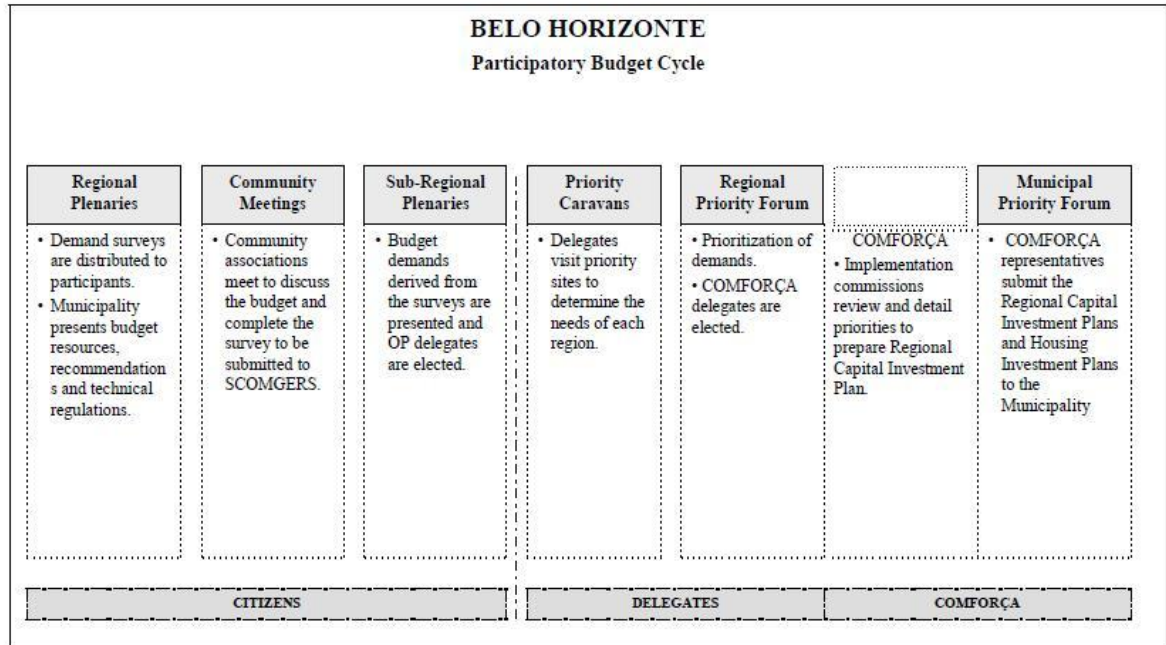 BELO HORIZONTE
Participatory Budget Cycle
Regional
Plenaries
• Demand surveys
are distributed to
participants.
• Municipality
presents budget
resources,
recommendation
s and technical
regulations.
Community
Meetings
• Community
associations
meet to discuss
the budget and
complete the
survey to be
submitted to
SCOMGERS.
Sub-Regional
Plenaries
• Budget
demands
derived from
the surveys are
presented and
OP delegates
are elected.
Priority
Caravans
• Delegates
visit priority
sites to
determine the
needs of each
region.
Regional
Priority Forum
• Prioritization of
demands.
• COMFORÇA
delegates are
elected.
COMFORÇA
• Implementation
commissions
review and detail
priorities to
prepare Regional
Capital Investment
Plan.
Municipal
Priority Forum
• COMFORÇA
representatives
submit the
Regional Capital
Investment Plans
and Housing
Investment Plans
to the
Municipality
CITIZENS
DELEGATES
COMFORÇA